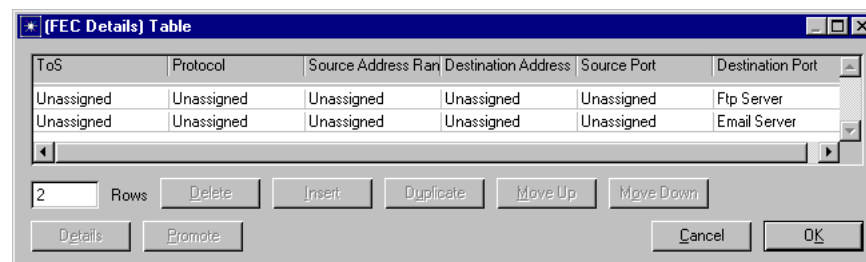 (FEC Details) Table
ToS Protocol Source Address Ran Destination Address Source Port Destination Port
Unassigned Unassigned Unassigned Unassigned Unassigned Ftp Server
Unassigned Unassigned Unassigned Unassigned Unassigned Email Server
2 Rows Delete Insert Duplicate Move Up Move Down
Details Promote Cancel OK